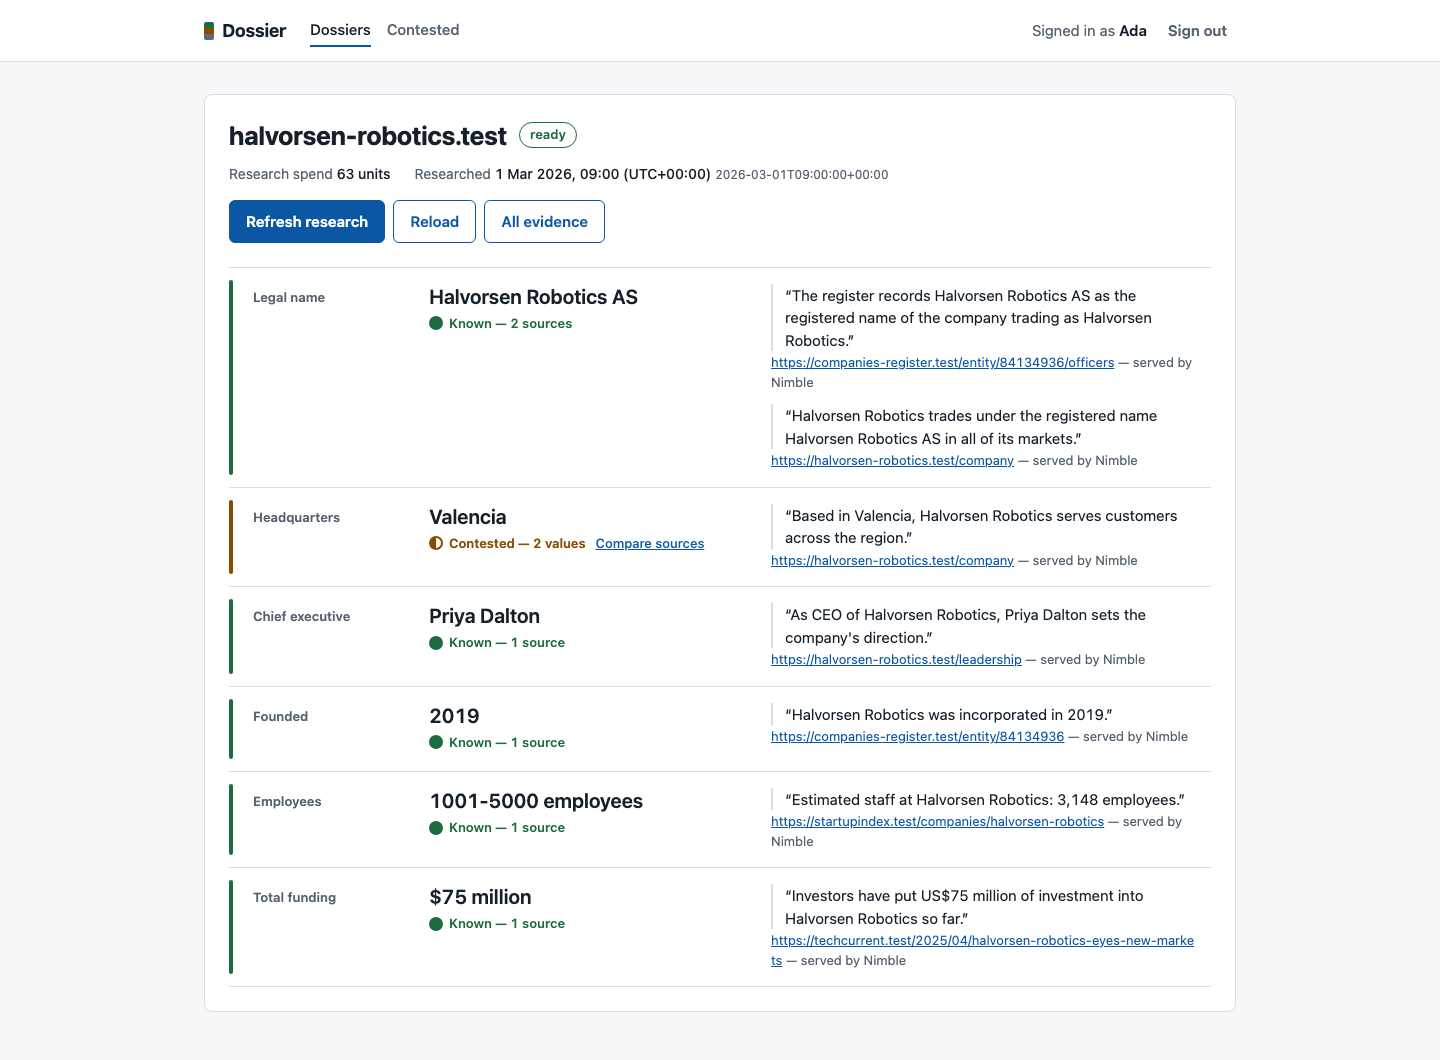 Dossier Dossiers Contested Signed in as Ada Sign out
halvorsen-robotics.test ready
Research spend 63 units Researched 1 Mar 2026, 09:00 (UTC+00:00) 2026-03-01T09:00:00+00:00
Refresh research Reload All evidence
Legal name
Halvorsen Robotics AS
Known — 2 sources
“The register records Halvorsen Robotics AS as the
registered name of the company trading as Halvorsen
Robotics.”
https://companies-register.test/entity/84134936/officers — served by
Nimble
“Halvorsen Robotics trades under the registered name
Halvorsen Robotics AS in all of its markets.”
https://halvorsen-robotics.test/company — served by Nimble
Headquarters
Valencia
Contested — 2 values Compare sources
“Based in Valencia, Halvorsen Robotics serves customers
across the region.”
https://halvorsen-robotics.test/company — served by Nimble
Chief executive
Priya Dalton
Known — 1 source
“As CEO of Halvorsen Robotics, Priya Dalton sets the
company's direction.”
https://halvorsen-robotics.test/leadership — served by Nimble
Founded
2019
Known — 1 source
“Halvorsen Robotics was incorporated in 2019.”
https://companies-register.test/entity/84134936 — served by Nimble
Employees
1001-5000 employees
Known — 1 source
“Estimated staff at Halvorsen Robotics: 3,148 employees.”
https://startupindex.test/companies/halvorsen-robotics — served by
Nimble
Total funding
$75 million
Known — 1 source
“Investors have put US$75 million of investment into
Halvorsen Robotics so far.”
https://techcurrent.test/2025/04/halvorsen-robotics-eyes-new-marke
ts — served by Nimble